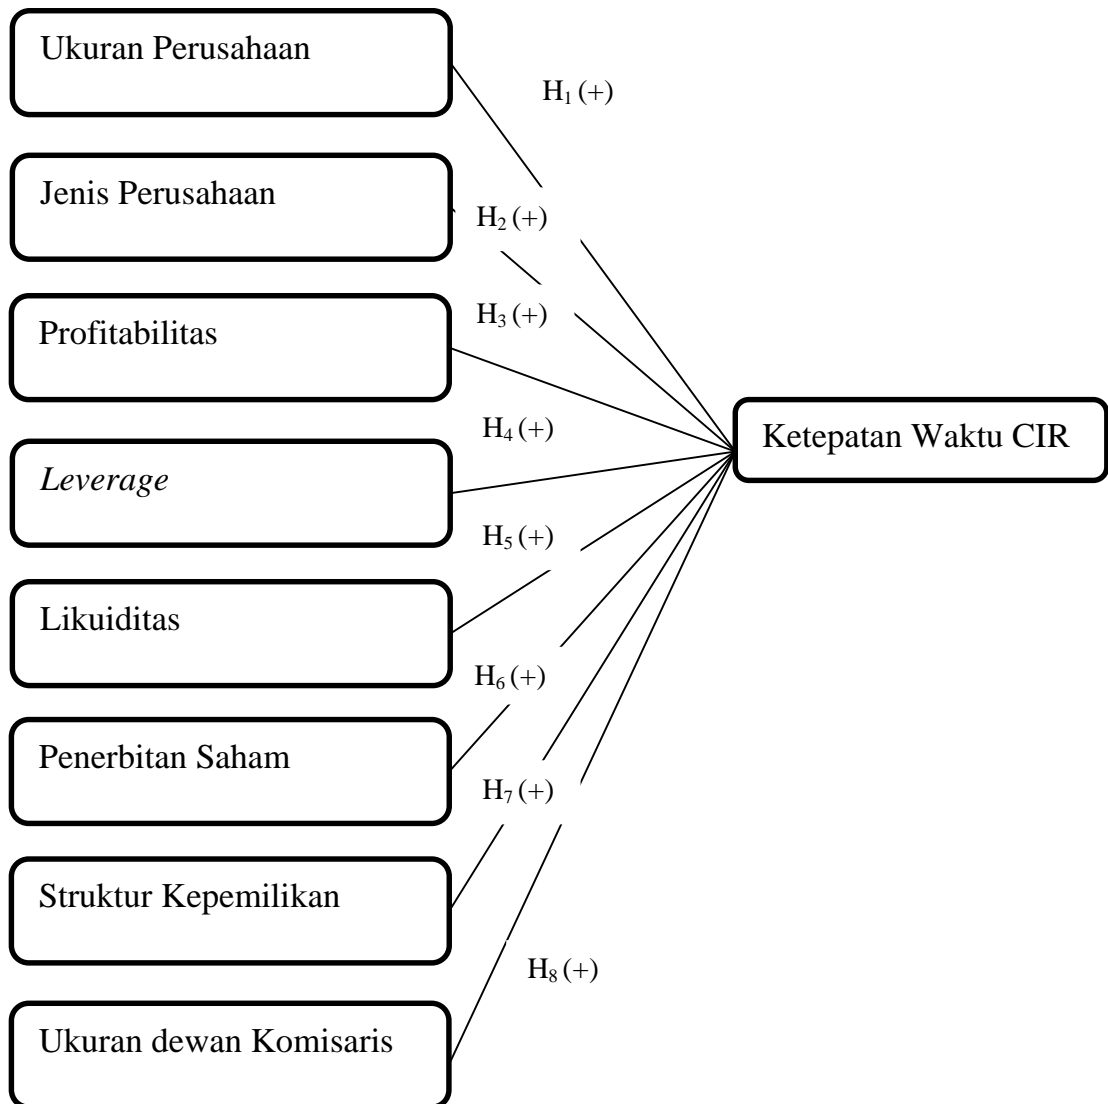 Ukuran Perusahaan
H₁ (+)
Jenis Perusahaan
H₂ (+)
Profitabilitas
H₃ (+)
Ketepatan Waktu CIR
H₄ (+)
Leverage
H₅ (+)
Likuiditas
H₆ (+)
Penerbitan Saham
H₇ (+)
Struktur Kepemilikan
H₈ (+)
Ukuran dewan Komisaris